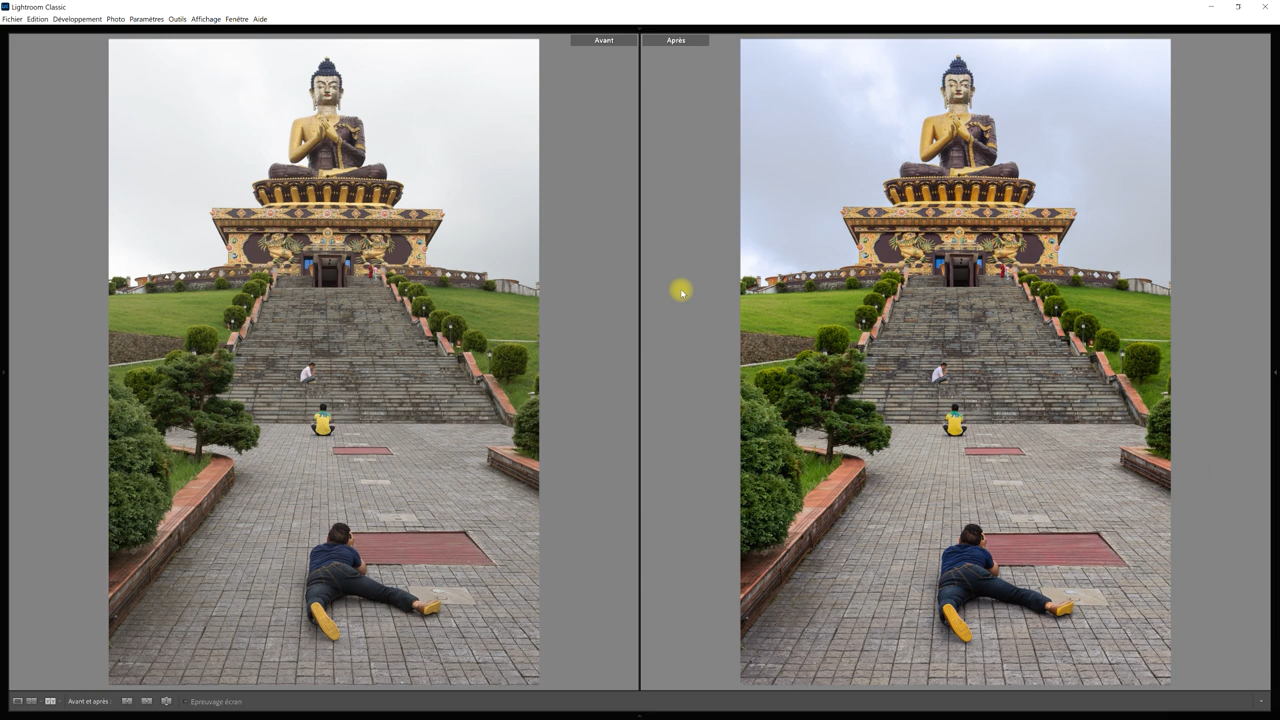 Lightroom Classic
Fichier Edition Développement Photo Paramètres Outils Affichage Fenêtre Aide
Avant Après
Avant et après : Epreuvage écran